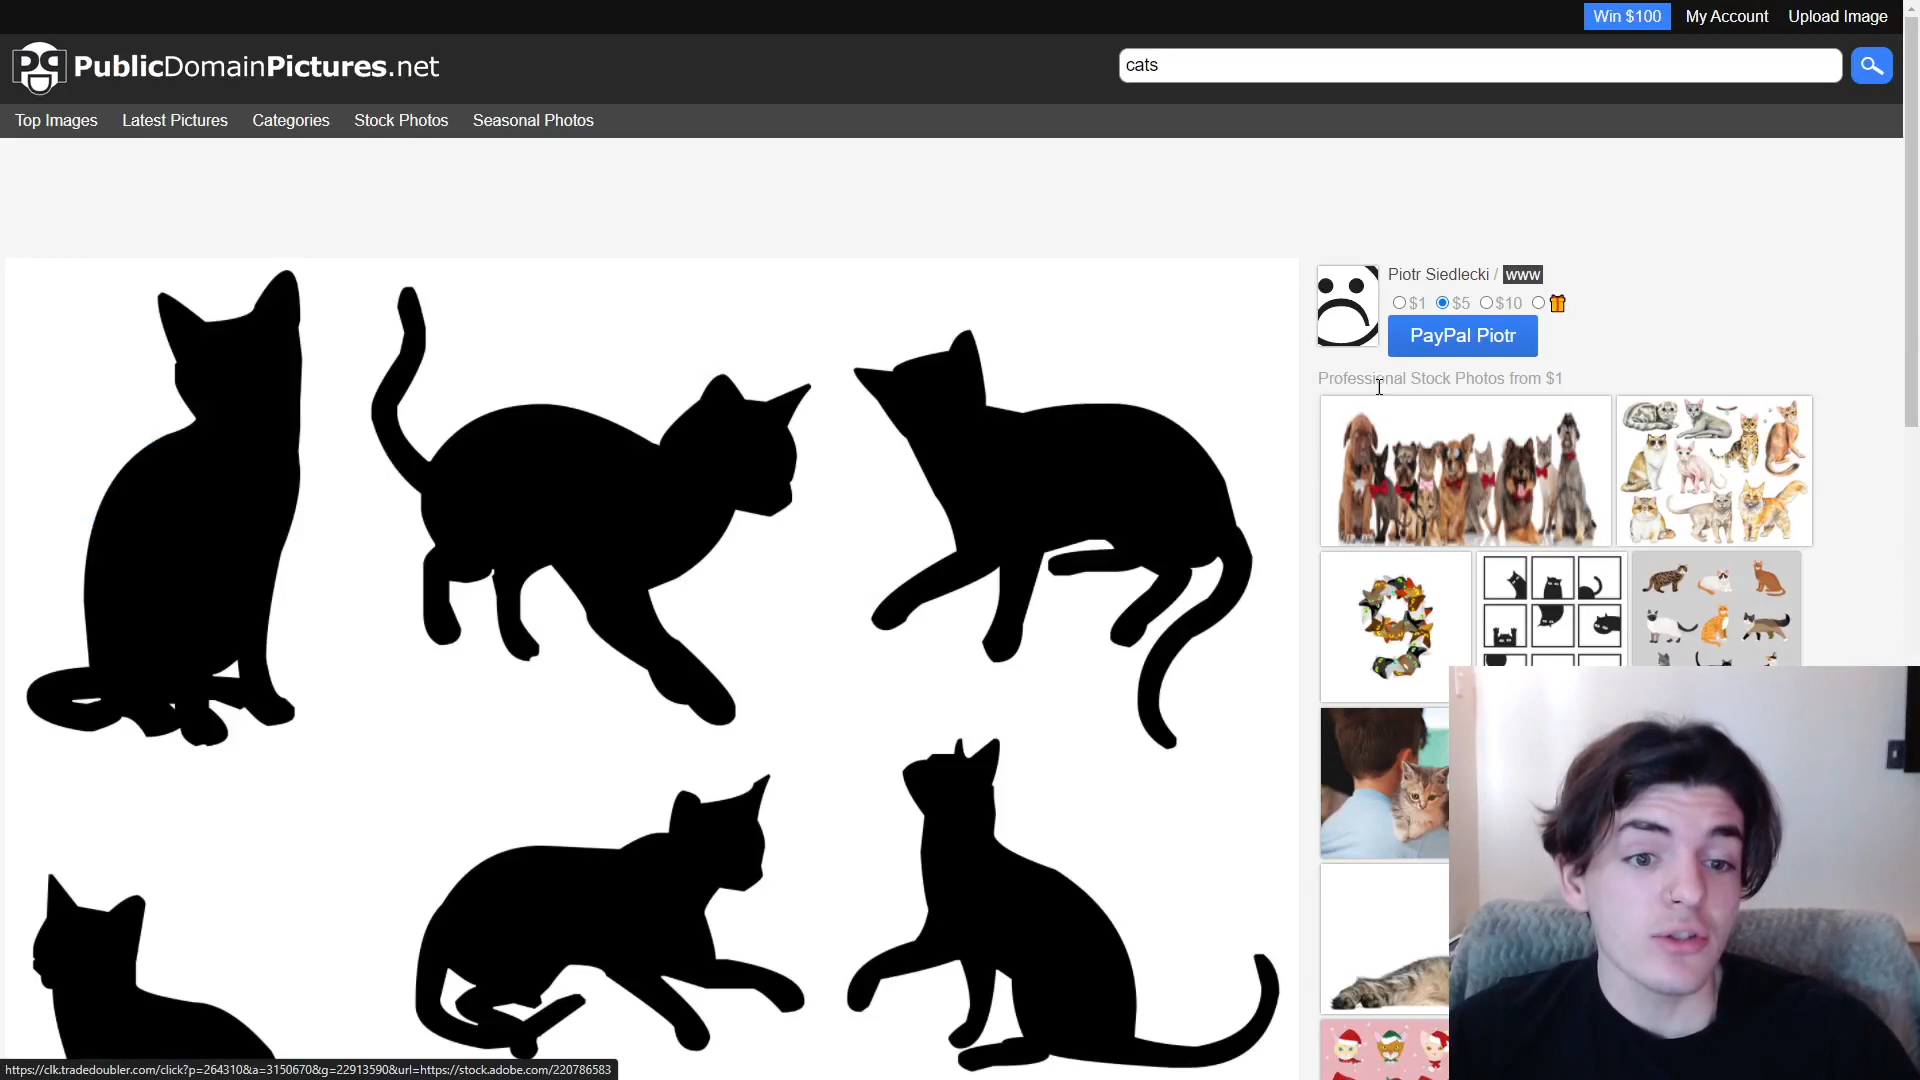 Win $100 My Account Upload Image
PublicDomainPictures.net
cats
Top Images Latest Pictures Categories Stock Photos Seasonal Photos
Piotr Siedlecki / www
$1 $5 $10
PayPal Piotr
Professional Stock Photos from $1
https://clk.tradedoubler.com/click?p=264310&a=3150670&g=22913590&url=https://stock.adobe.com/220786583